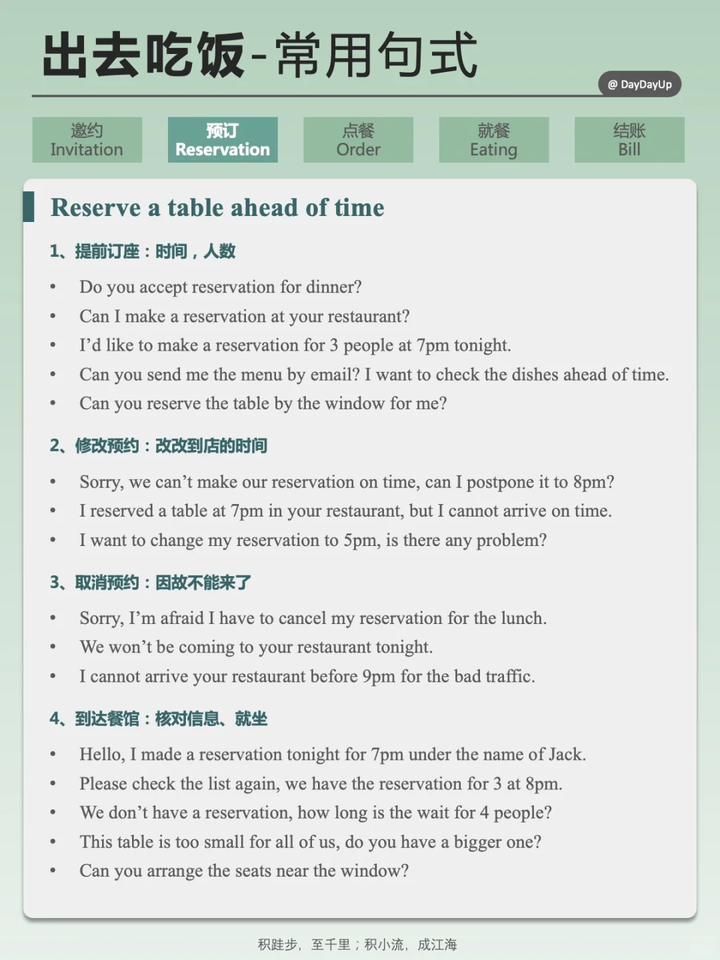 出去吃饭-常用句式
@ DayDayUp
邀约
Invitation
预订
Reservation
点餐
Order
就餐
Eating
结账
Bill
Reserve a table ahead of time
1、提前订座：时间，人数
• Do you accept reservation for dinner?
• Can I make a reservation at your restaurant?
• I’d like to make a reservation for 3 people at 7pm tonight.
• Can you send me the menu by email? I want to check the dishes ahead of time.
• Can you reserve the table by the window for me?
2、修改预约：改改到店的时间
• Sorry, we can’t make our reservation on time, can I postpone it to 8pm?
• I reserved a table at 7pm in your restaurant, but I cannot arrive on time.
• I want to change my reservation to 5pm, is there any problem?
3、取消预约：因故不能来了
• Sorry, I’m afraid I have to cancel my reservation for the lunch.
• We won’t be coming to your restaurant tonight.
• I cannot arrive your restaurant before 9pm for the bad traffic.
4、到达餐馆：核对信息、就坐
• Hello, I made a reservation tonight for 7pm under the name of Jack.
• Please check the list again, we have the reservation for 3 at 8pm.
• We don’t have a reservation, how long is the wait for 4 people?
• This table is too small for all of us, do you have a bigger one?
• Can you arrange the seats near the window?
积跬步，至千里；积小流，成江海